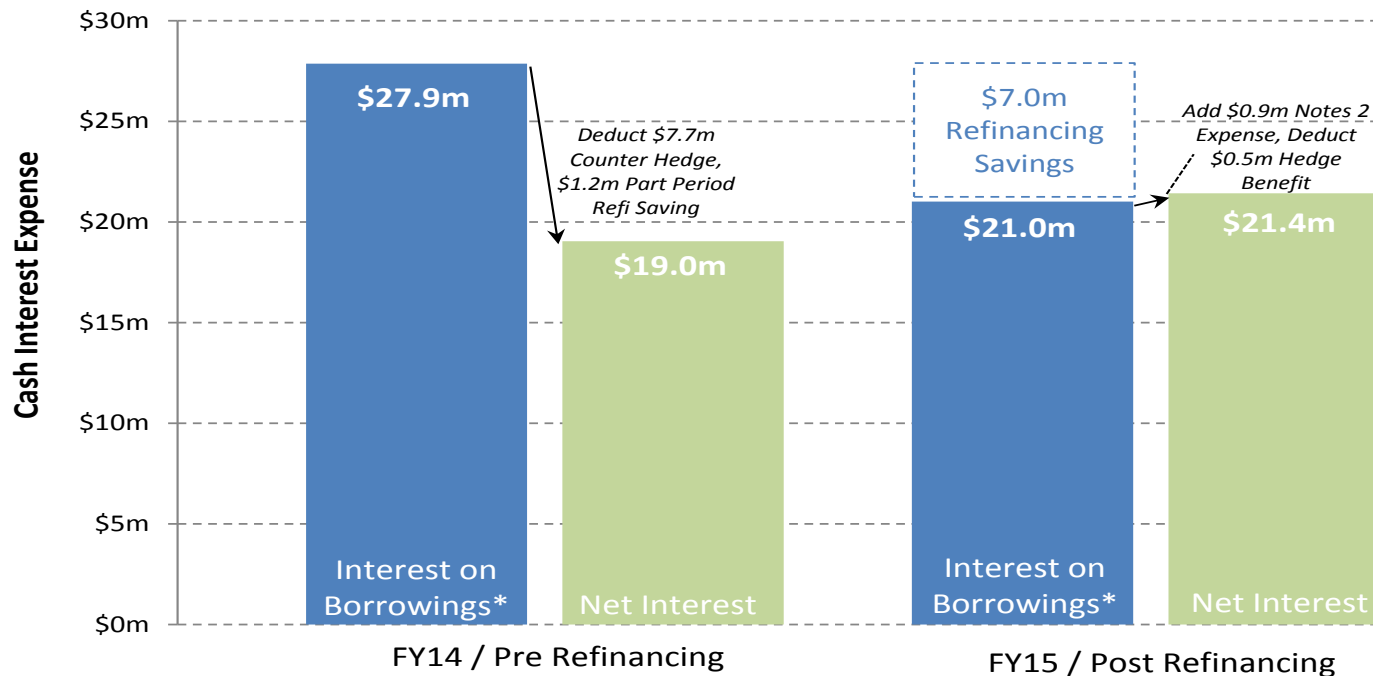 Cash Interest Expense
$30m
$25m
$20m
$15m
$10m
$5m
$0m
$27.9m
Interest on
Borrowings*
Deduct $7.7m
Counter Hedge,
$1.2m Part Period
Refi Saving
$19.0m
Net Interest
FY14 / Pre Refinancing
$7.0m
Refinancing
Savings
$21.0m
Interest on
Borrowings*
Add $0.9m Notes 2
Expense, Deduct
$0.5m Hedge
Benefit
$21.4m
Net Interest
FY15 / Post Refinancing